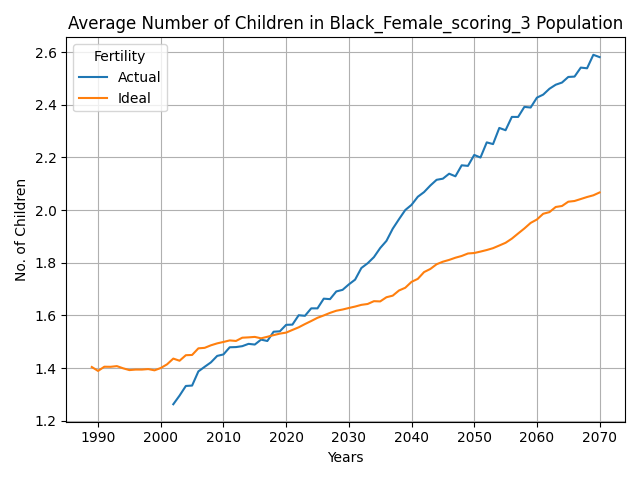 Average Number of Children in Black_Female_scoring_3 Population
Fertility
Actual
Ideal
No. of Children
2.6
2.4
2.2
2.0
1.8
1.6
1.4
1.2
1990 2000 2010 2020 2030 2040 2050 2060 2070
Years